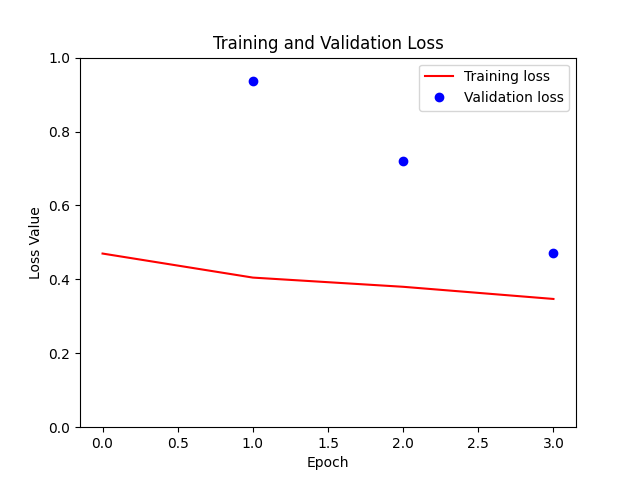 Training and Validation Loss
Training loss
Validation loss
Loss Value
1.0
0.8
0.6
0.4
0.2
0.0
0.0 0.5 1.0 1.5 2.0 2.5 3.0
Epoch